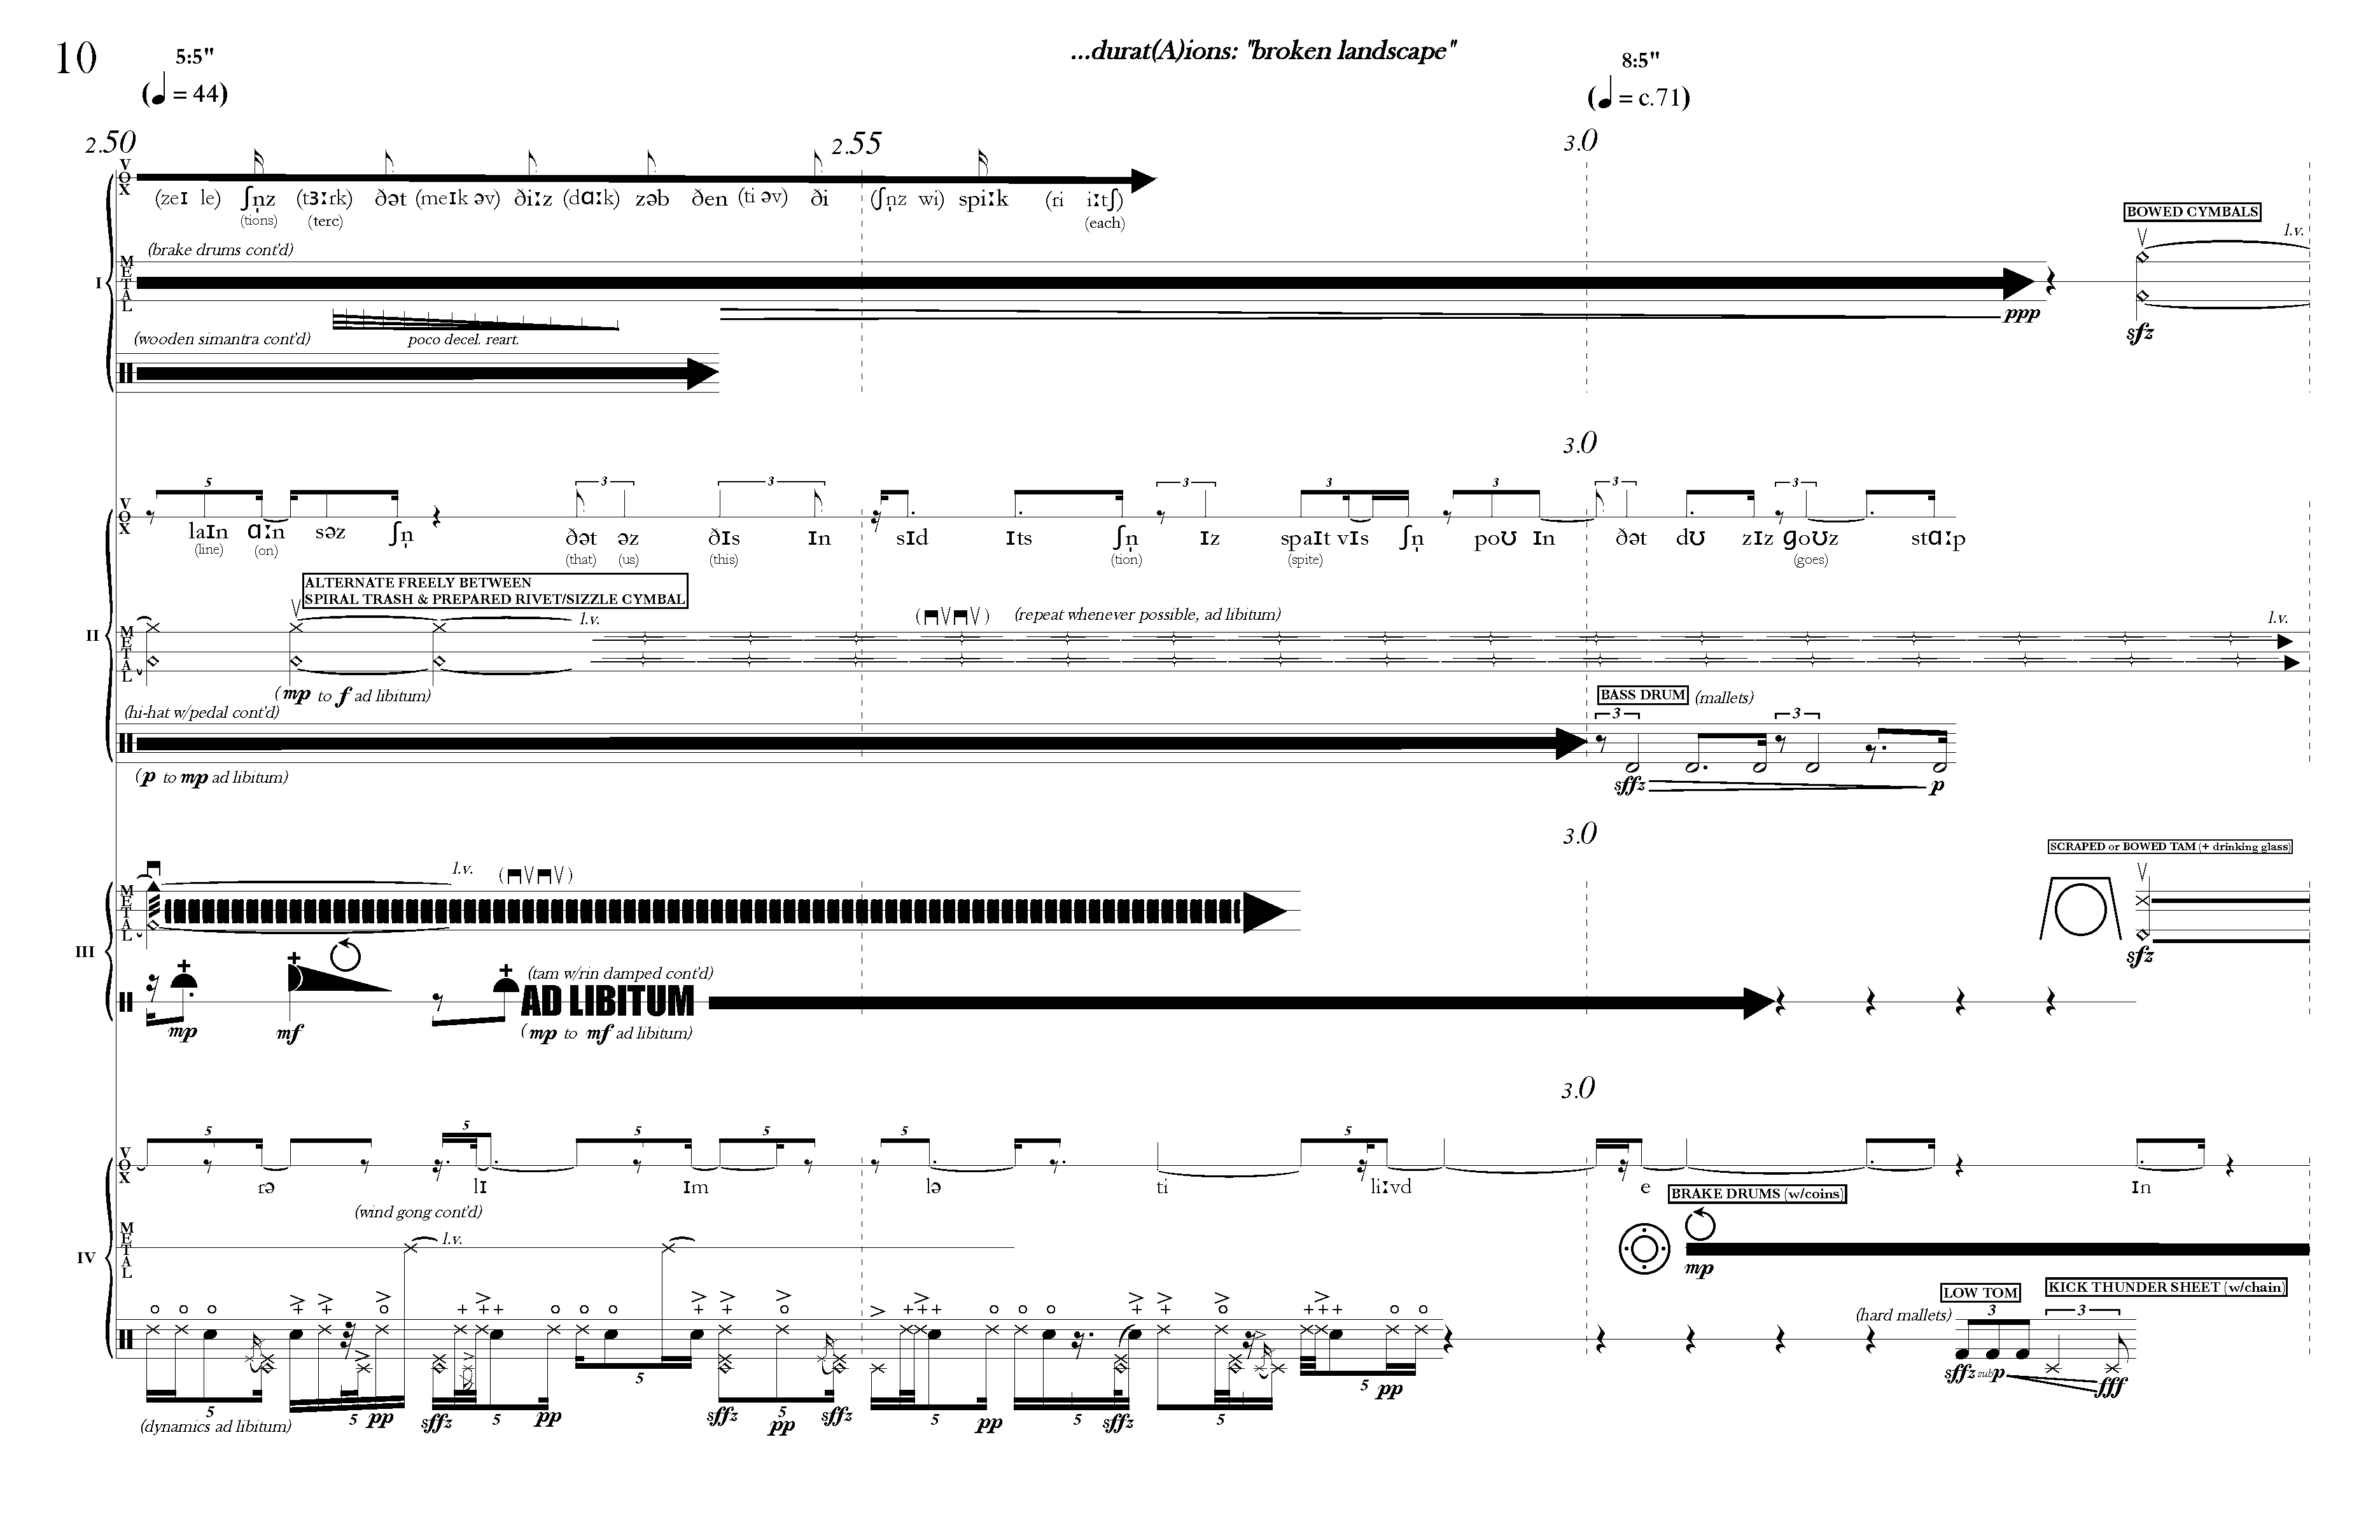 10
5:5"
...durat(A)ions: "broken landscape"
8:5"
(♩ = 44)
(♩ = c.71)
2.50
2.55
3.0
VOX
(zeɪ le) ʃn̩z (tɜːrk) ðət (meɪk əv) ðiːz (dɑːk) zəb ðen (ti əv) ði (ʃn̩z wi) spiːk (ri iːtʃ)
(tions) (terc) (each)
BOWED CYMBALS
l.v.
(brake drums cont'd)
I
METAL
ppp
sfz
(wooden simantra cont'd)
poco decel. reart.
3.0
5 3 3 3 3 3 3
VOX
laɪn ɑːn səz ʃn̩ ðət əz ðɪs ɪn sɪd ɪts ʃn̩ ɪz spaɪt vɪs ʃn̩ poʊ ɪn ðət dʊ zɪz ɡoʊz stɑːp
(line) (on) (that) (us) (this) (tion) (spite) (goes)
ALTERNATE FREELY BETWEEN
SPIRAL TRASH & PREPARED RIVET/SIZZLE CYMBAL
l.v.
(repeat whenever possible, ad libitum)
l.v.
II
METAL
(mp to f ad libitum)
BASS DRUM (mallets)
(hi-hat w/pedal cont'd)
3 3
(p to mp ad libitum)
sffz p
3.0
SCRAPED or BOWED TAM (+ drinking glass)
l.v.
METAL
III
sfz
(tam w/rin damped cont'd)
AD LIBITUM
mp mf (mp to mf ad libitum)
3.0
5 5 5 5 5 5
VOX
rə lɪ ɪm lə ti liːvd e ɪn
BRAKE DRUMS (w/coins)
(wind gong cont'd)
METAL
l.v.
IV
mp
KICK THUNDER SHEET (w/chain)
LOW TOM
(hard mallets)
3 3
sffz sub p fff
5 5 5 5 5 5 5 5 5
pp sffz pp sffz pp sffz pp sffz pp
(dynamics ad libitum)